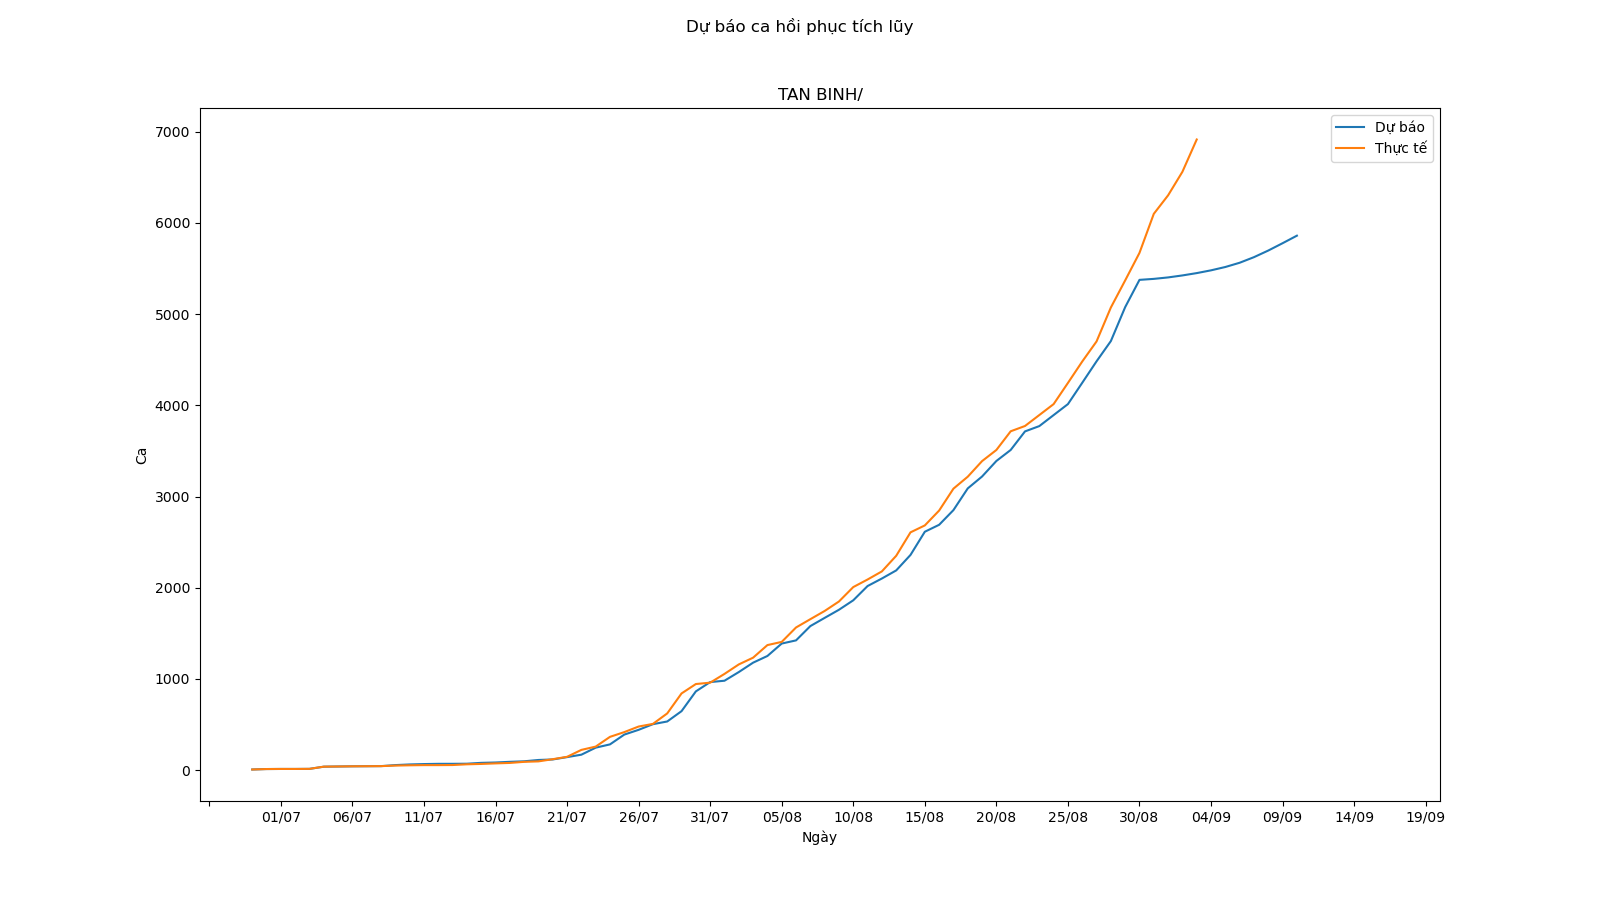 Dự báo ca hồi phục tích lũy
TAN BINH/
Dự báo
Thực tế
7000
6000
5000
4000
3000
2000
1000
0
Ca
01/07 06/07 11/07 16/07 21/07 26/07 31/07 05/08 10/08 15/08 20/08 25/08 30/08 04/09 09/09 14/09 19/09
Ngày